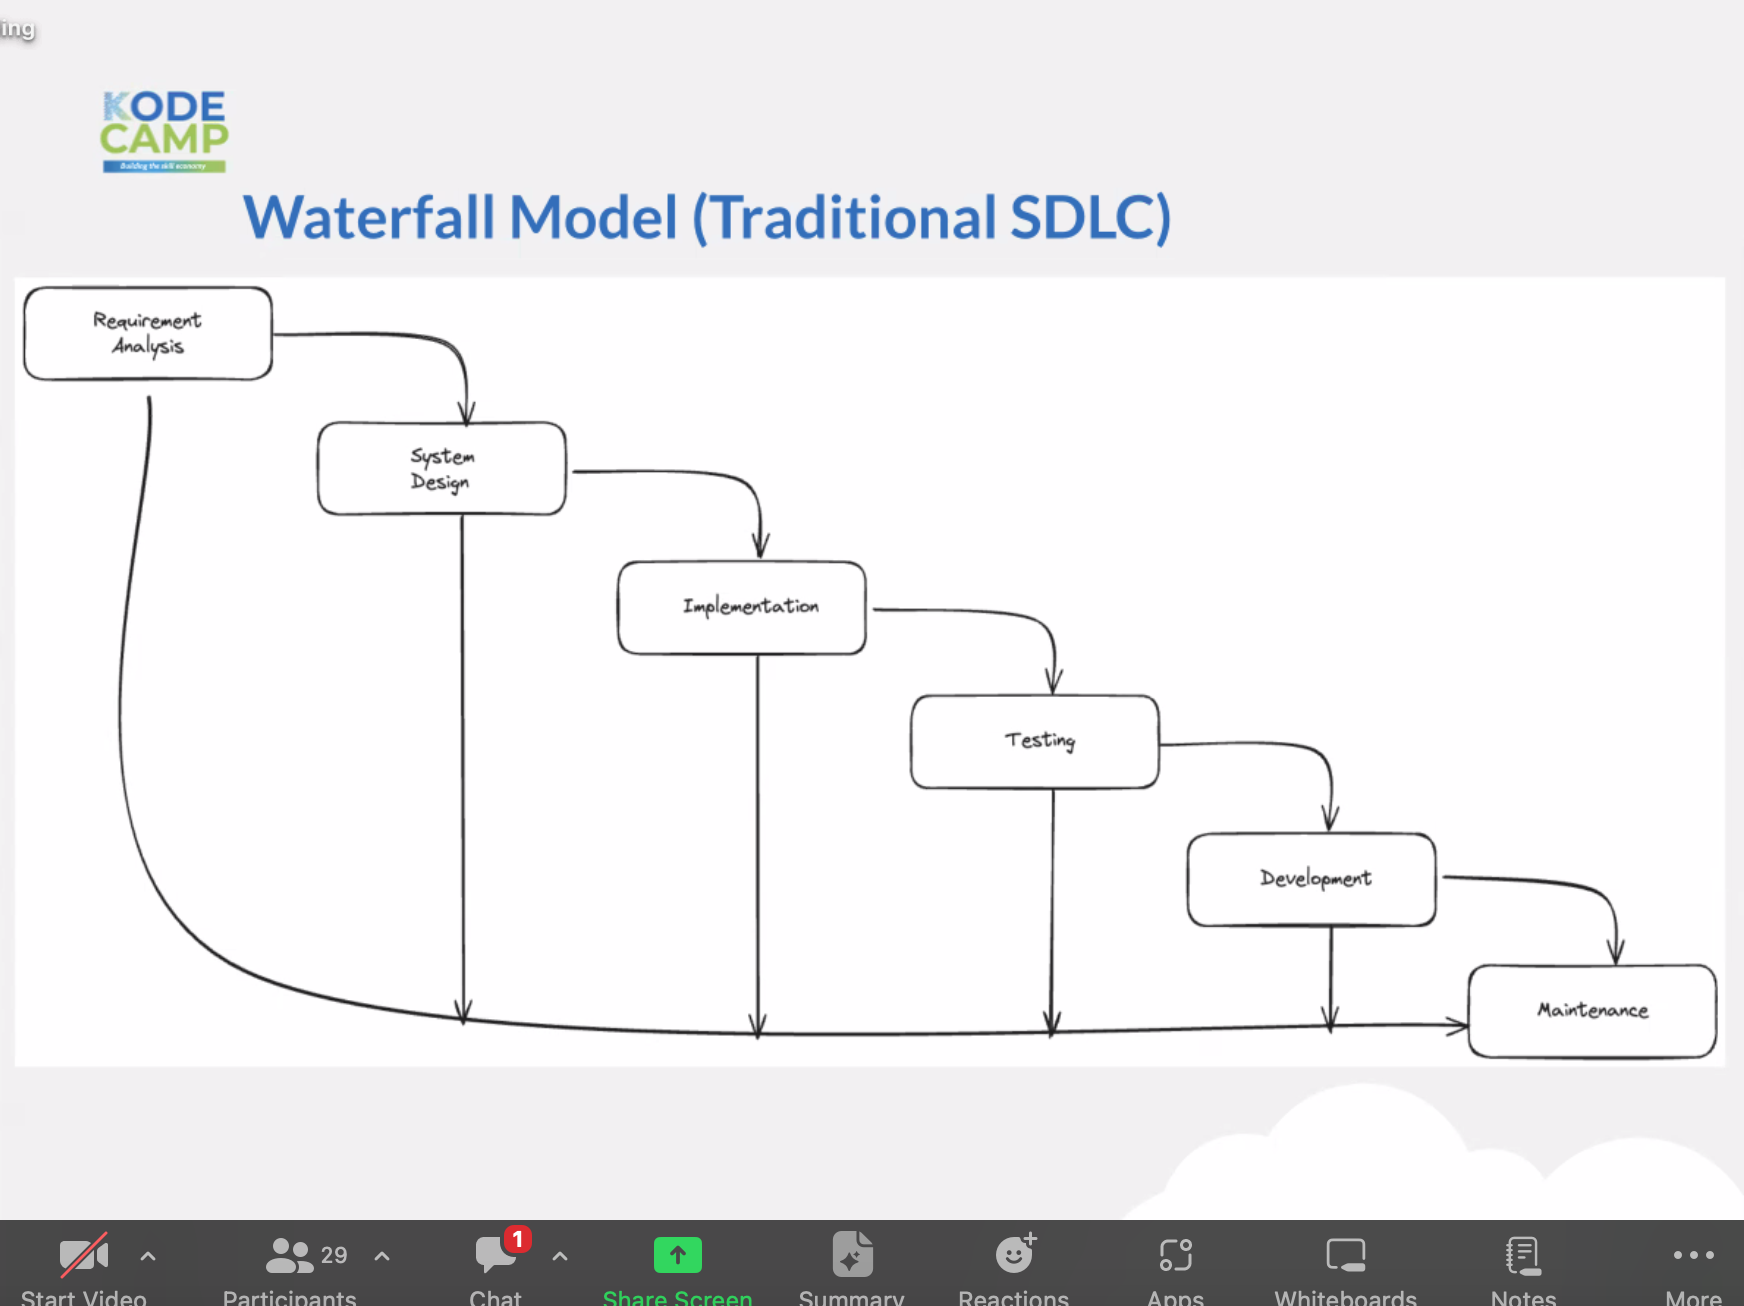 ing
KODE
CAMP
Building the skill economy
Waterfall Model (Traditional SDLC)
Requirement
Analysis
System
Design
Implementation
Testing
Development
Maintenance
1
29
Start Video
Participants
Chat
Share Screen
Summary
Reactions
Apps
Whiteboards
Notes
More